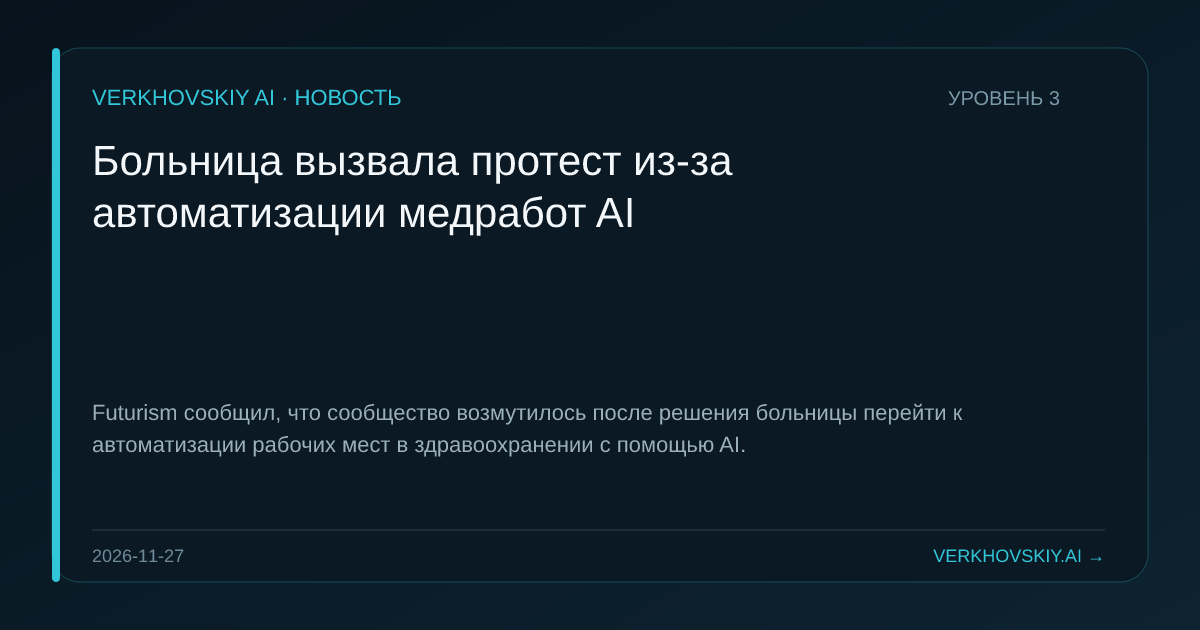 VERKHOVSKIY AI · НОВОСТЬ
УРОВЕНЬ 3
Больница вызвала протест из-за
автоматизации медработ AI
Futurism сообщил, что сообщество возмутилось после решения больницы перейти к
автоматизации рабочих мест в здравоохранении с помощью AI.
2026-11-27
VERKHOVSKIY.AI →